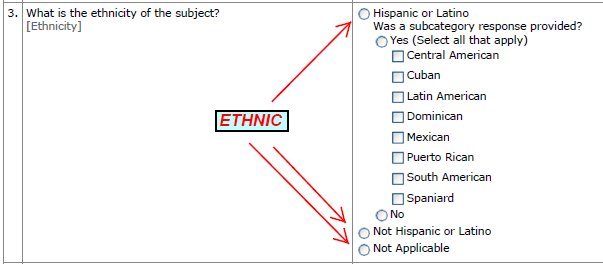 3. What is the ethnicity of the subject?
[Ethnicity]
ETHNIC
Hispanic or Latino
Was a subcategory response provided?
Yes (Select all that apply)
Central American
Cuban
Latin American
Dominican
Mexican
Puerto Rican
South American
Spaniard
No
Not Hispanic or Latino
Not Applicable